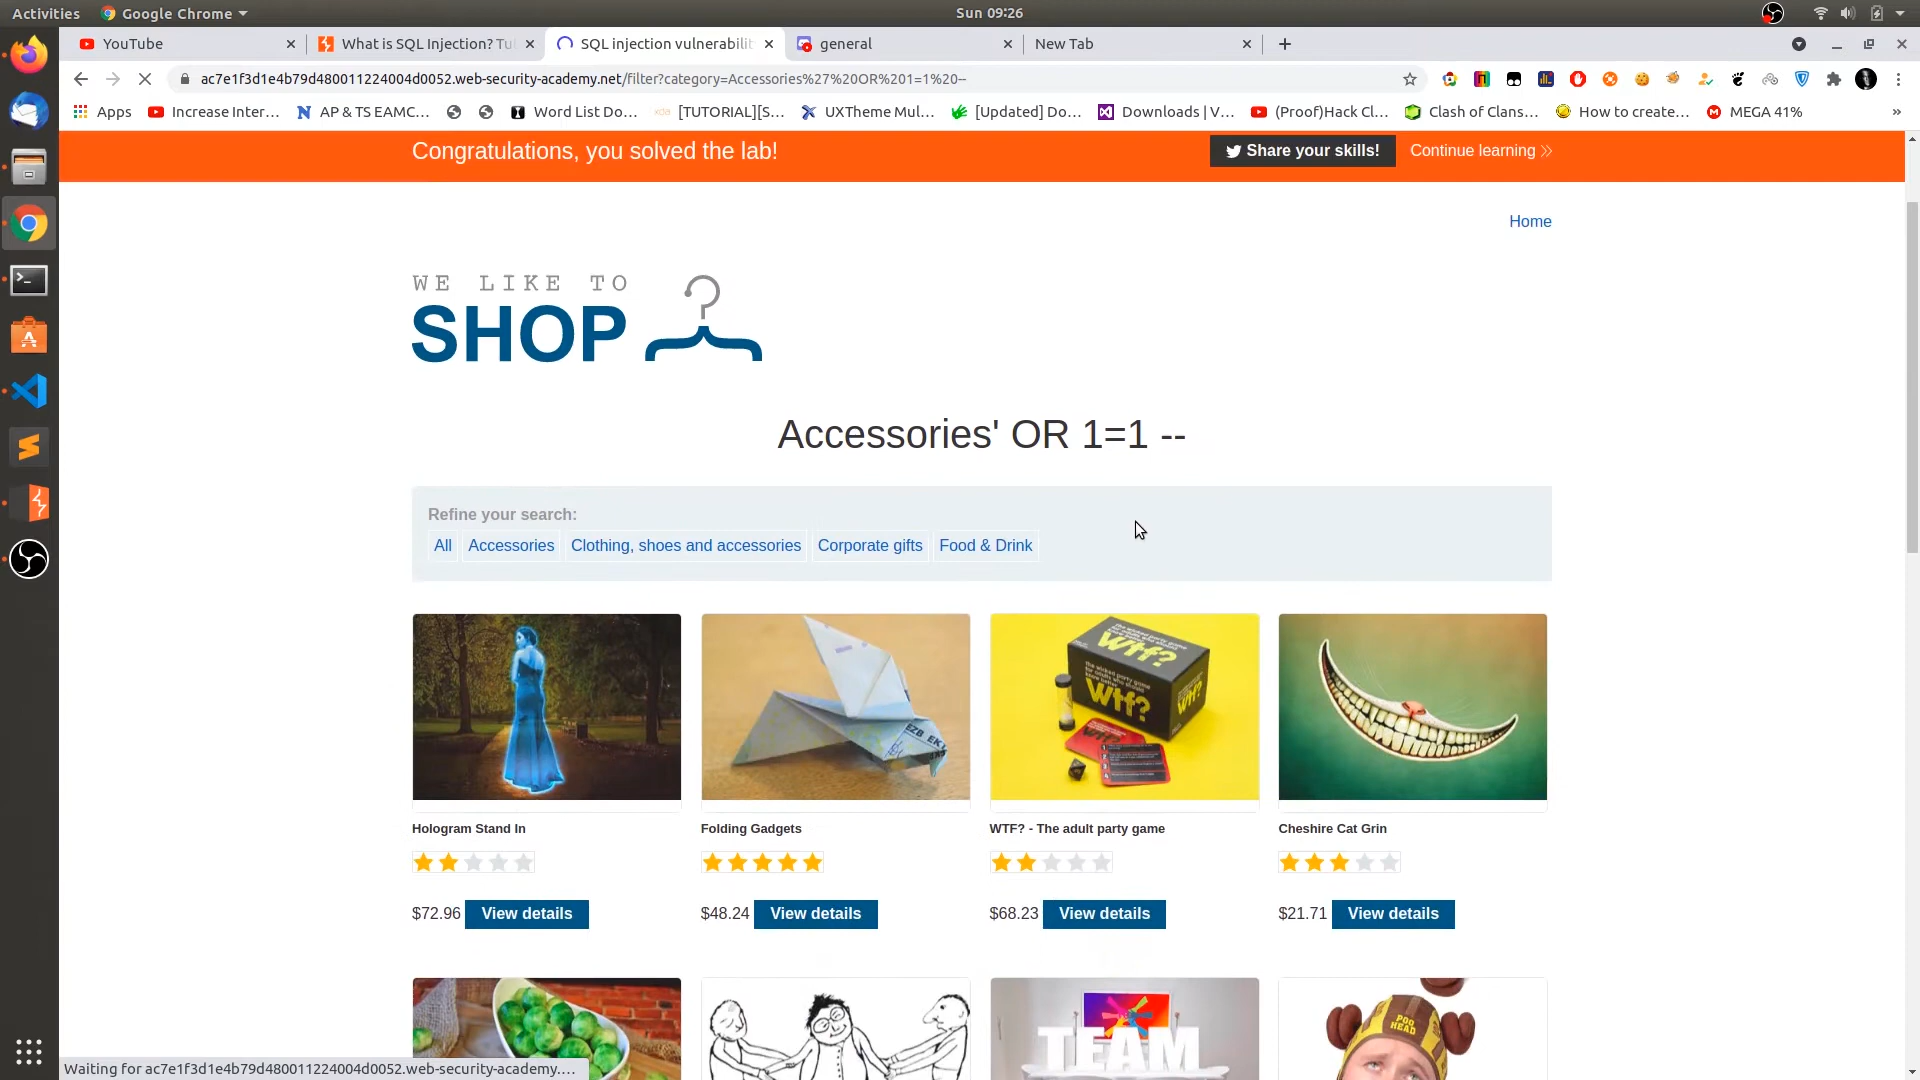 Activities Google Chrome Sun 09:26
YouTube What is SQL Injection? Tu SQL injection vulnerabilit general New Tab
ac7e1f3d1e4b79d480011224004d0052.web-security-academy.net/filter?category=Accessories%27%20OR%201=1%20--
Apps Increase Inter... AP & TS EAMC... Word List Do... [TUTORIAL][S... UXTheme Mul... [Updated] Do... Downloads | V... (Proof)Hack Cl... Clash of Clans... How to create... MEGA 41% »
Congratulations, you solved the lab! Share your skills! Continue learning
Home
WE LIKE TO
SHOP
Accessories' OR 1=1 --
Refine your search:
All Accessories Clothing, shoes and accessories Corporate gifts Food & Drink
Hologram Stand In Folding Gadgets WTF? - The adult party game Cheshire Cat Grin
$72.96 View details $48.24 View details $68.23 View details $21.71 View details
wtf?
wtf?
TEAM
POO
HEAD
Waiting for ac7e1f3d1e4b79d480011224004d0052.web-security-academy....